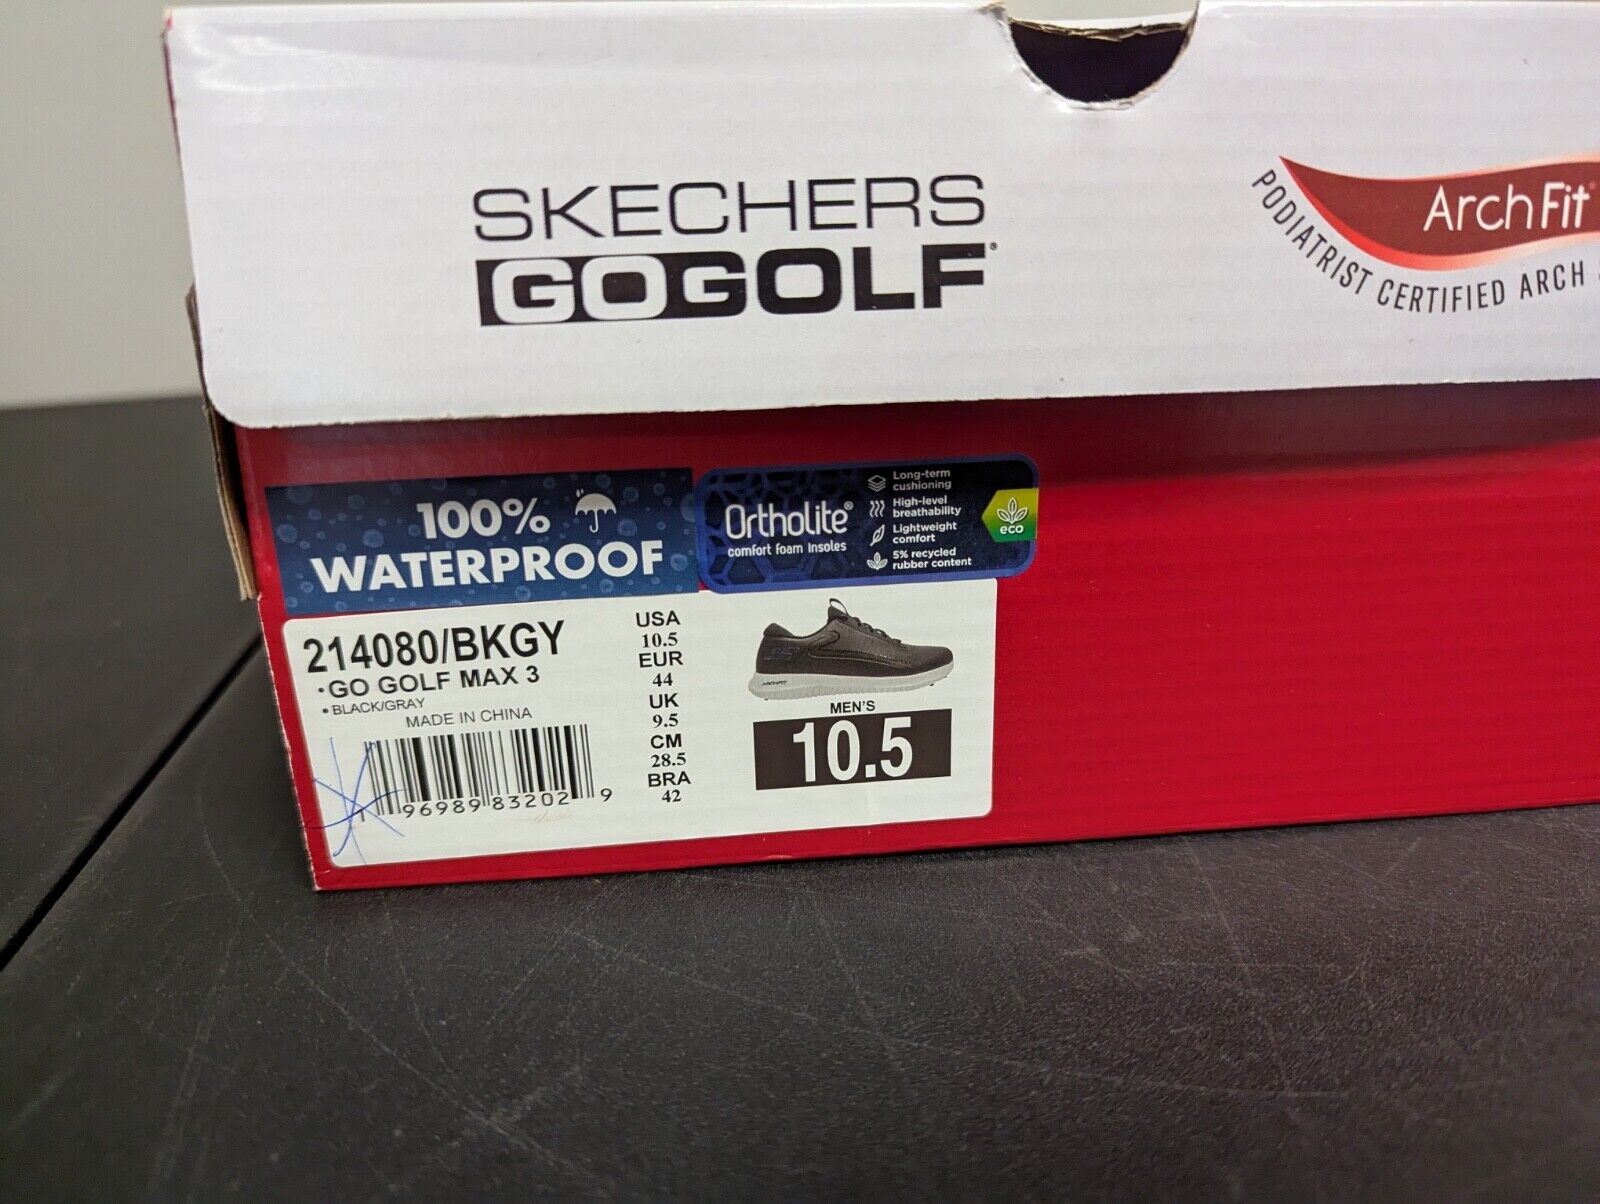 SKECHERS
GOGOLF®
ArchFit®
PODIATRIST CERTIFIED ARCH
100%
WATERPROOF
OrthoLite®
comfort foam insoles
Long-term
cushioning
High-level
breathability
Lightweight
comfort
5% recycled
rubber content
eco
214080/BKGY
•GO GOLF MAX 3
•BLACK/GRAY
MADE IN CHINA
96989 83202 9
USA
10.5
EUR
44
UK
9.5
CM
28.5
BRA
42
ARCHFIT
MEN'S
10.5